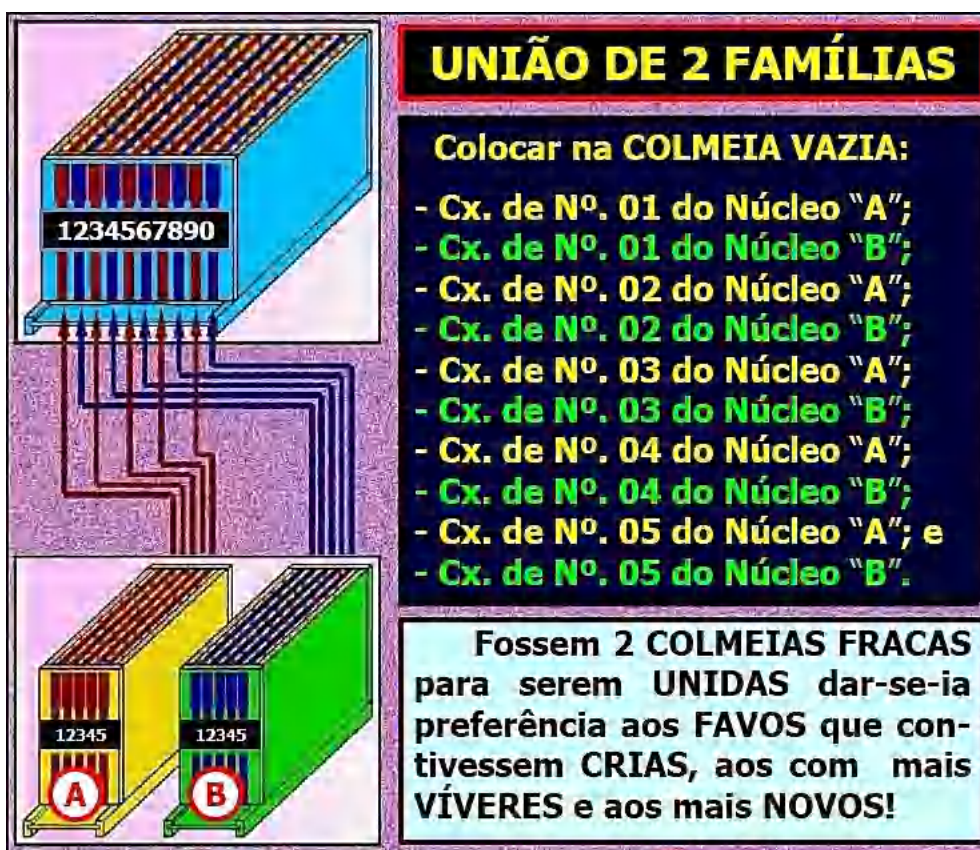 UNIÃO DE 2 FAMÍLIAS
Colocar na COLMEIA VAZIA:
- Cx. de Nº. 01 do Núcleo “A”;
- Cx. de Nº. 01 do Núcleo “B”;
- Cx. de Nº. 02 do Núcleo “A”;
- Cx. de Nº. 02 do Núcleo “B”;
- Cx. de Nº. 03 do Núcleo “A”;
- Cx. de Nº. 03 do Núcleo “B”;
- Cx. de Nº. 04 do Núcleo “A”;
- Cx. de Nº. 04 do Núcleo “B”;
- Cx. de Nº. 05 do Núcleo “A”; e
- Cx. de Nº. 05 do Núcleo “B”.
Fossem 2 COLMEIAS FRACAS
para serem UNIDAS dar-se-ia
preferência aos FAVOS que con-
tivessem CRIAS, aos com mais
VÍVERES e aos mais NOVOS!
1234567890
12345
12345
A
B